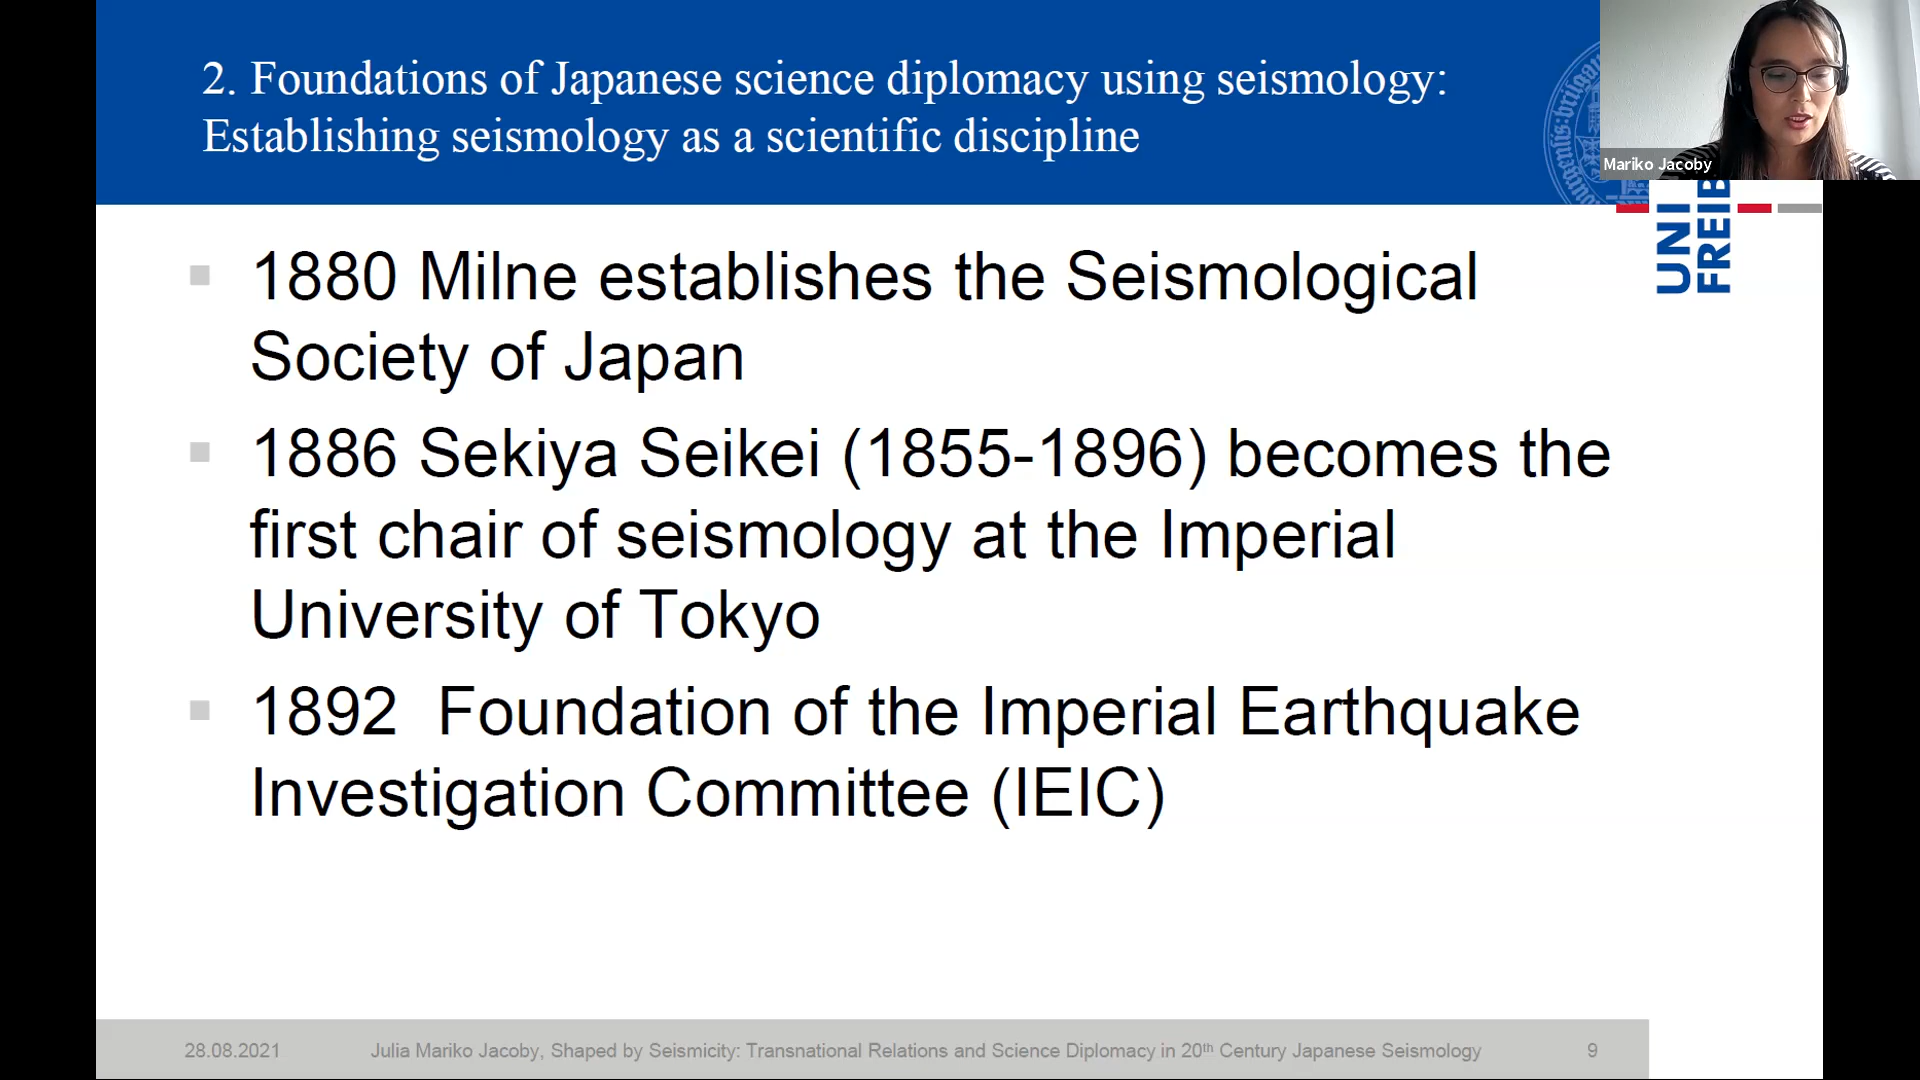 2. Foundations of Japanese science diplomacy using seismology:
Establishing seismology as a scientific discipline
Mariko Jacoby
UNI
FREIB
1880 Milne establishes the Seismological
Society of Japan
1886 Sekiya Seikei (1855-1896) becomes the
first chair of seismology at the Imperial
University of Tokyo
1892  Foundation of the Imperial Earthquake
Investigation Committee (IEIC)
28.08.2021
Julia Mariko Jacoby, Shaped by Seismicity: Transnational Relations and Science Diplomacy in 20th Century Japanese Seismology
9